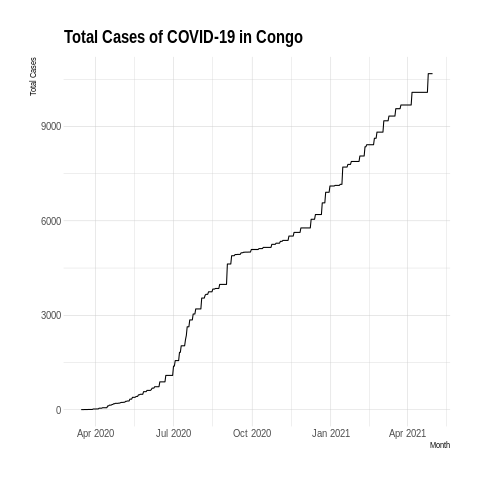 Total Cases of COVID-19 in Congo
Total Cases
9000
6000
3000
0
Apr 2020 Jul 2020 Oct 2020 Jan 2021 Apr 2021
Month